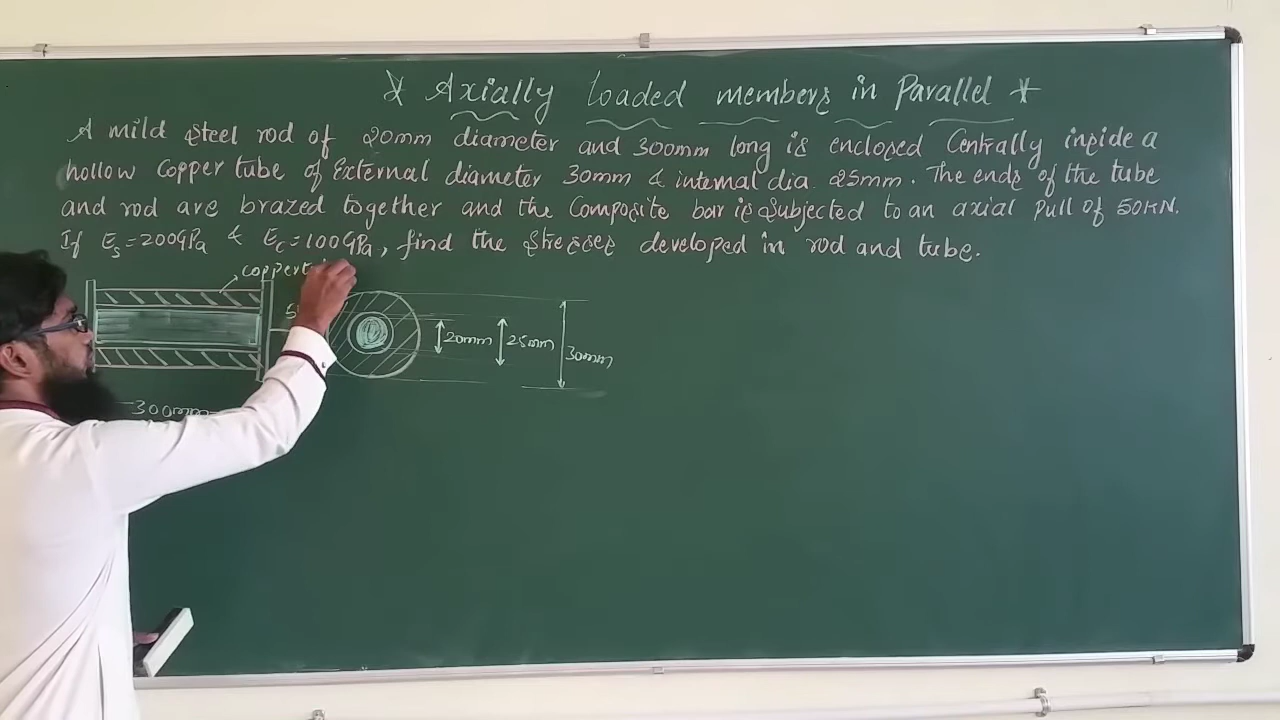 * Axially loaded members in Parallel *
A mild steel rod of 20mm diameter and 300mm long is enclosed Centrally inside a
hollow Copper tube of External diameter 30mm & internal dia. 25mm. The ends of the tube
and rod are brazed together and the Composite bar is Subjected to an axial Pull of 50KN.
If Es = 200GPa & Ec = 100GPa, find the stresses developed in rod and tube.
copper
20mm
25mm
30mm
300mm